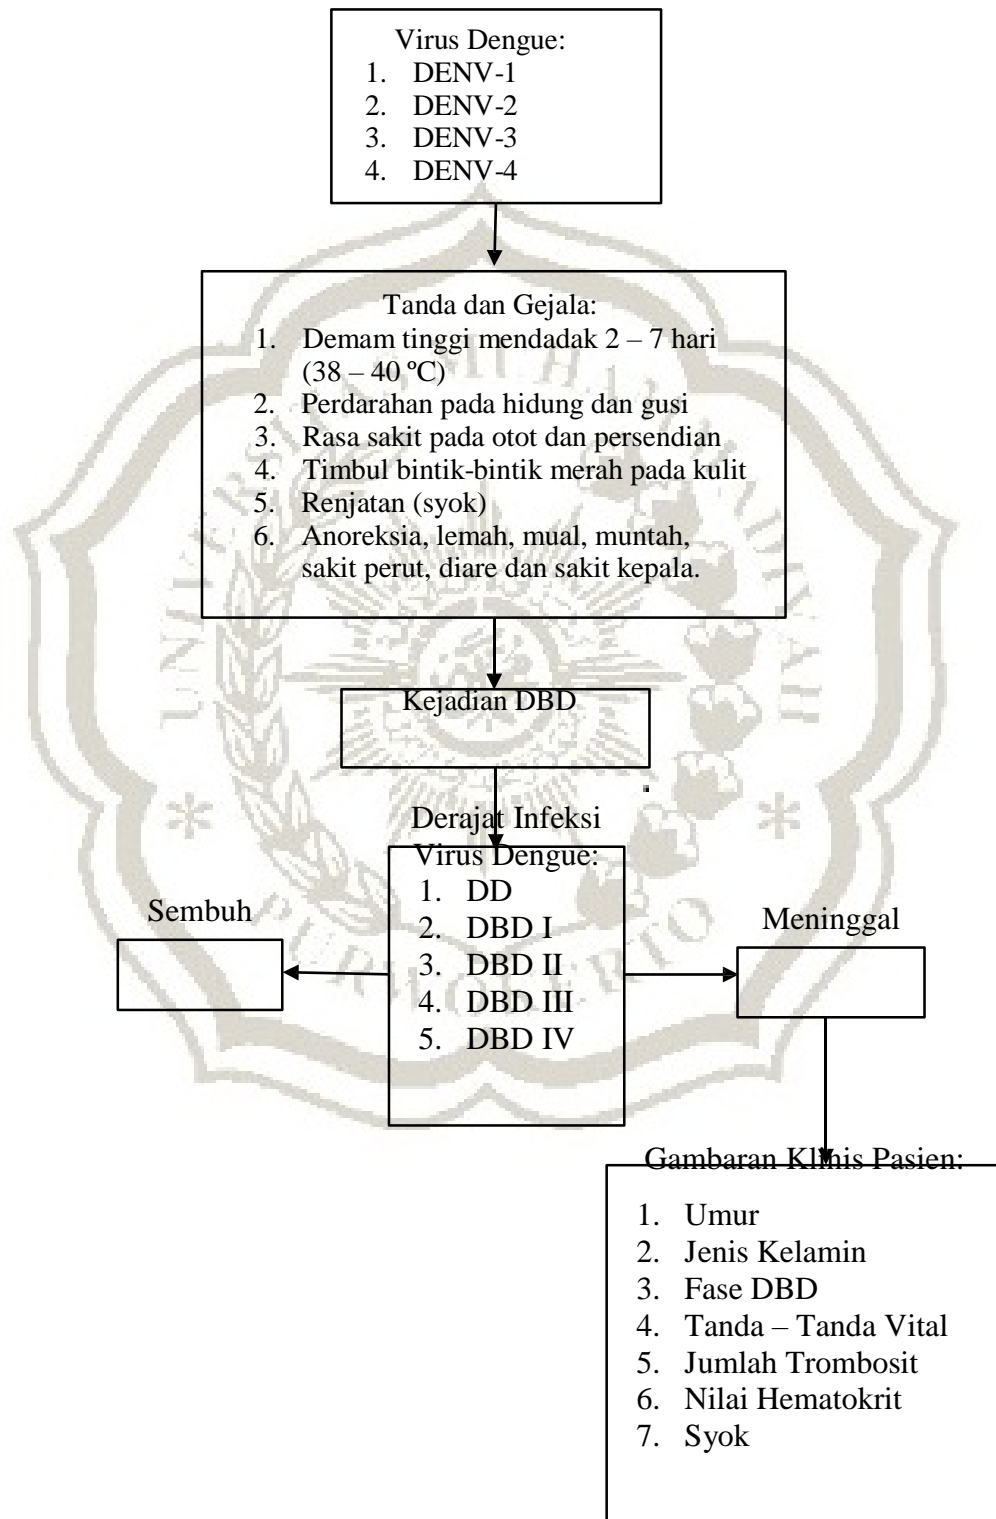 Virus Dengue:
1. DENV-1
2. DENV-2
3. DENV-3
4. DENV-4
Tanda dan Gejala:
1. Demam tinggi mendadak 2 – 7 hari
(38 – 40 ºC)
2. Perdarahan pada hidung dan gusi
3. Rasa sakit pada otot dan persendian
4. Timbul bintik-bintik merah pada kulit
5. Renjatan (syok)
6. Anoreksia, lemah, mual, muntah,
sakit perut, diare dan sakit kepala.
Kejadian DBD
Derajat Infeksi
Virus Dengue:
1. DD
2. DBD I
3. DBD II
4. DBD III
5. DBD IV
Sembuh
Meninggal
Gambaran Klinis Pasien:
1. Umur
2. Jenis Kelamin
3. Fase DBD
4. Tanda – Tanda Vital
5. Jumlah Trombosit
6. Nilai Hematokrit
7. Syok
PURWOKERTO